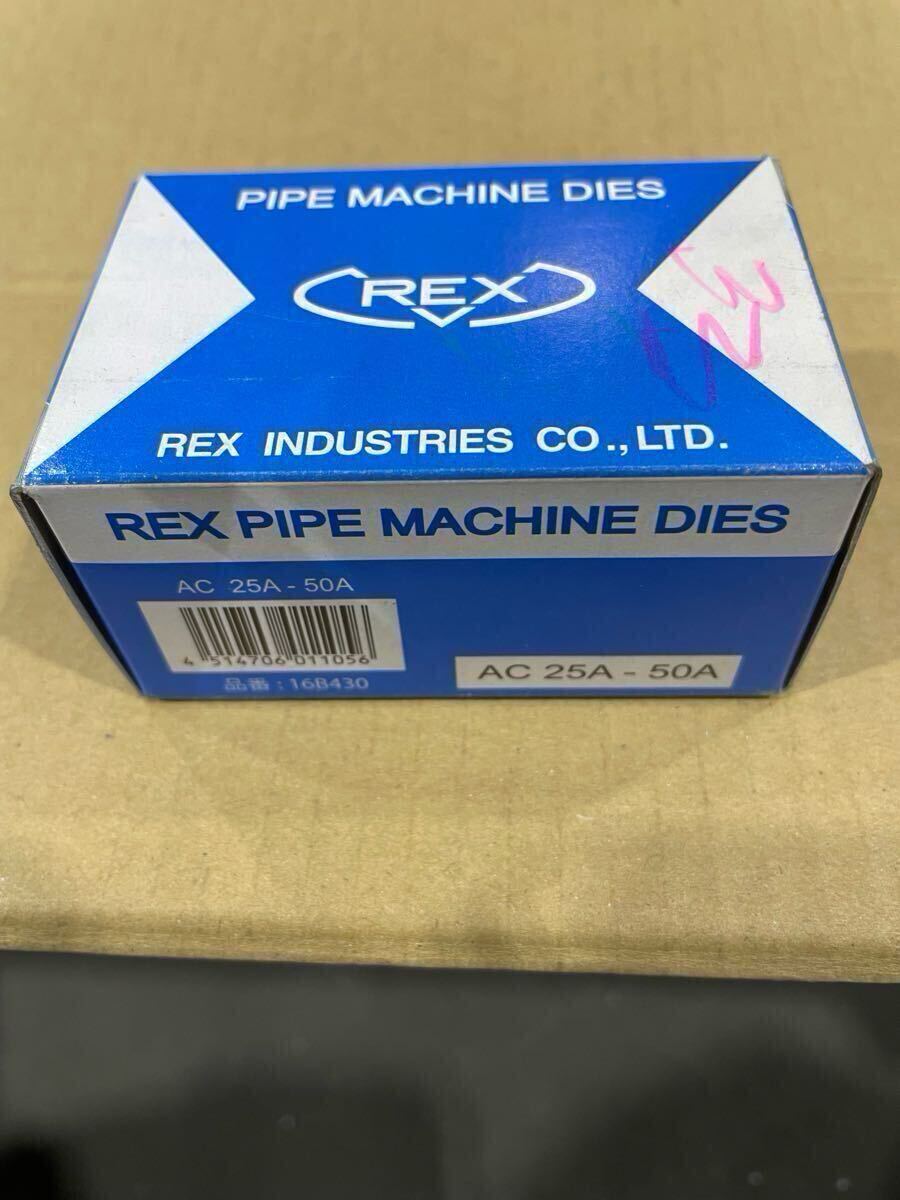 PIPE MACHINE DIES
REX
REX INDUSTRIES CO.,LTD.
REX PIPE MACHINE DIES
AC 25A - 50A
4 514706 011056
品番 : 16B430
AC 25A - 50A